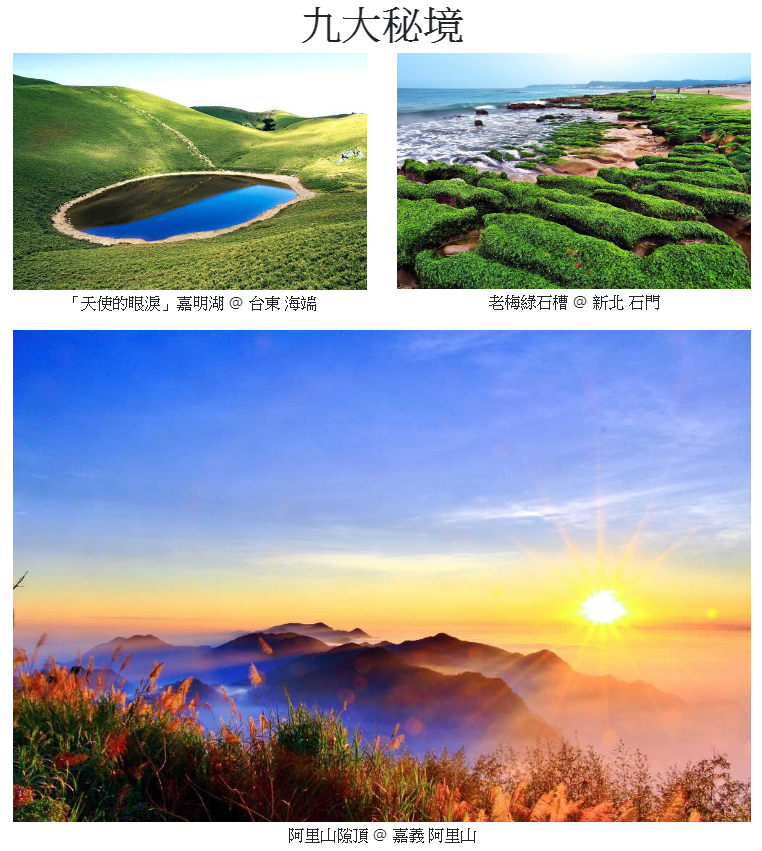 九大秘境
「天使的眼淚」嘉明湖 @ 台東 海端
老梅綠石槽 @ 新北 石門
阿里山隙頂 @ 嘉義 阿里山